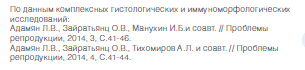 По данным комплексных гистологических и иммуноморфологических
исследований:
Адамян Л.В., Зайратьянц О.В., Манухин И.Б.и соавт. // Проблемы
репродукции, 2014, 3, С.41-46.
Адамян Л.В., Зайратьянц О.В., Тихомиров А.Л. и соавт. // Проблемы
репродукции, 2014, 4, С.41-44.